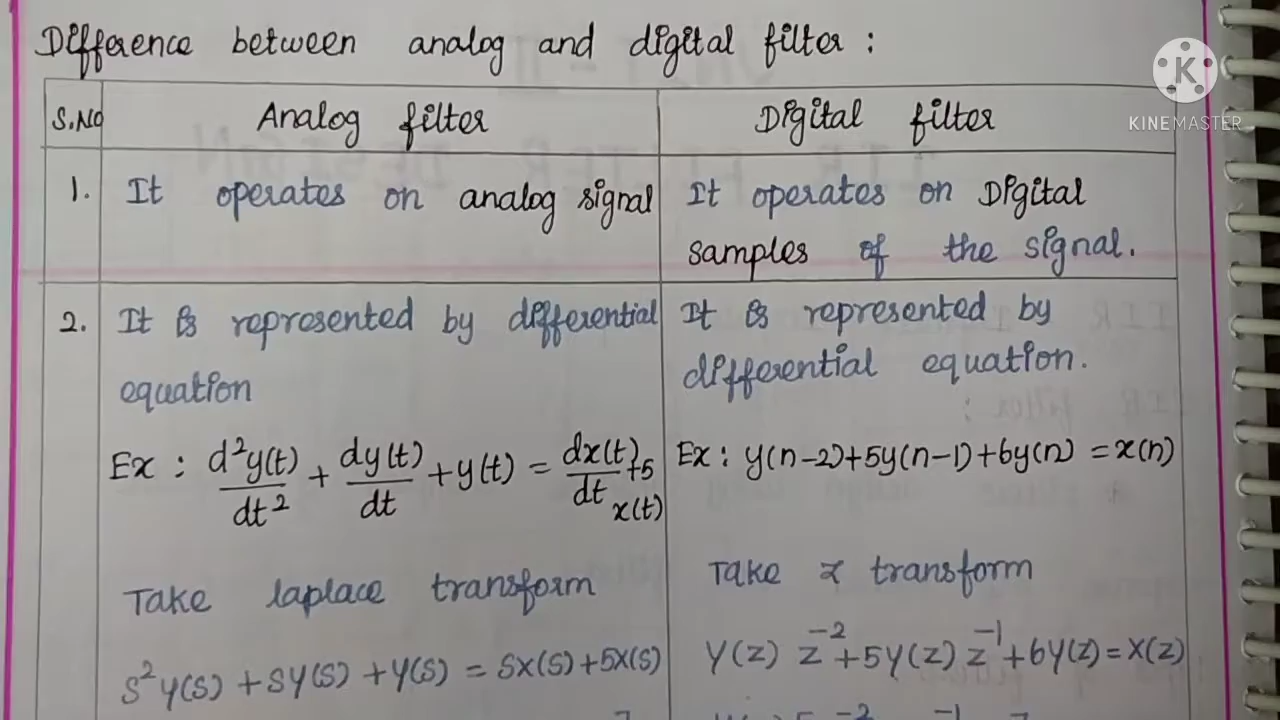 Difference between analog and digital filter :
K
KINEMASTER
S.No Analog filter Digital filter
1. It operates on analog signal
It operates on Digital
samples of the signal.
2. It is represented by differential
equation
Ex : d²y(t)/dt² + dy(t)/dt + y(t) = dx(t)/dt +5
x(t)
Take laplace transform
s²y(s) + sy(s) + y(s) = sx(s) + 5x(s)
It is represented by
differential equation.
Ex : y(n-2)+5y(n-1)+6y(n) = x(n)
Take z transform
Y(z) z⁻² +5Y(z) z⁻¹ +6Y(z) = X(z)